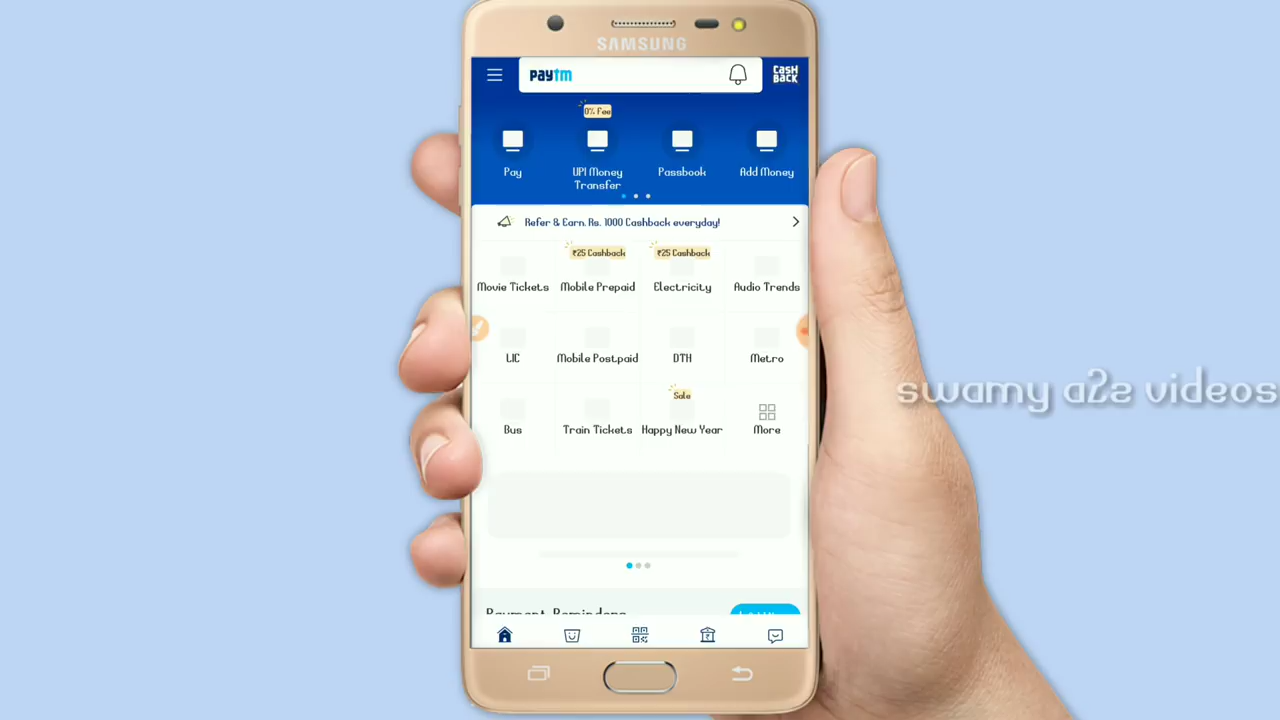 SAMSUNG
paytm
CASH BACK
0% Fee
Pay
UPI Money Transfer
Passbook
Add Money
Refer & Earn Rs. 1000 Cashback everyday!
₹25 Cashback
₹25 Cashback
Movie Tickets
Mobile Prepaid
Electricity
Audio Trends
LIC
Mobile Postpaid
DTH
Metro
Sale
Bus
Train Tickets
Happy New Year
More
Payment Reminders
swamy a2z videos